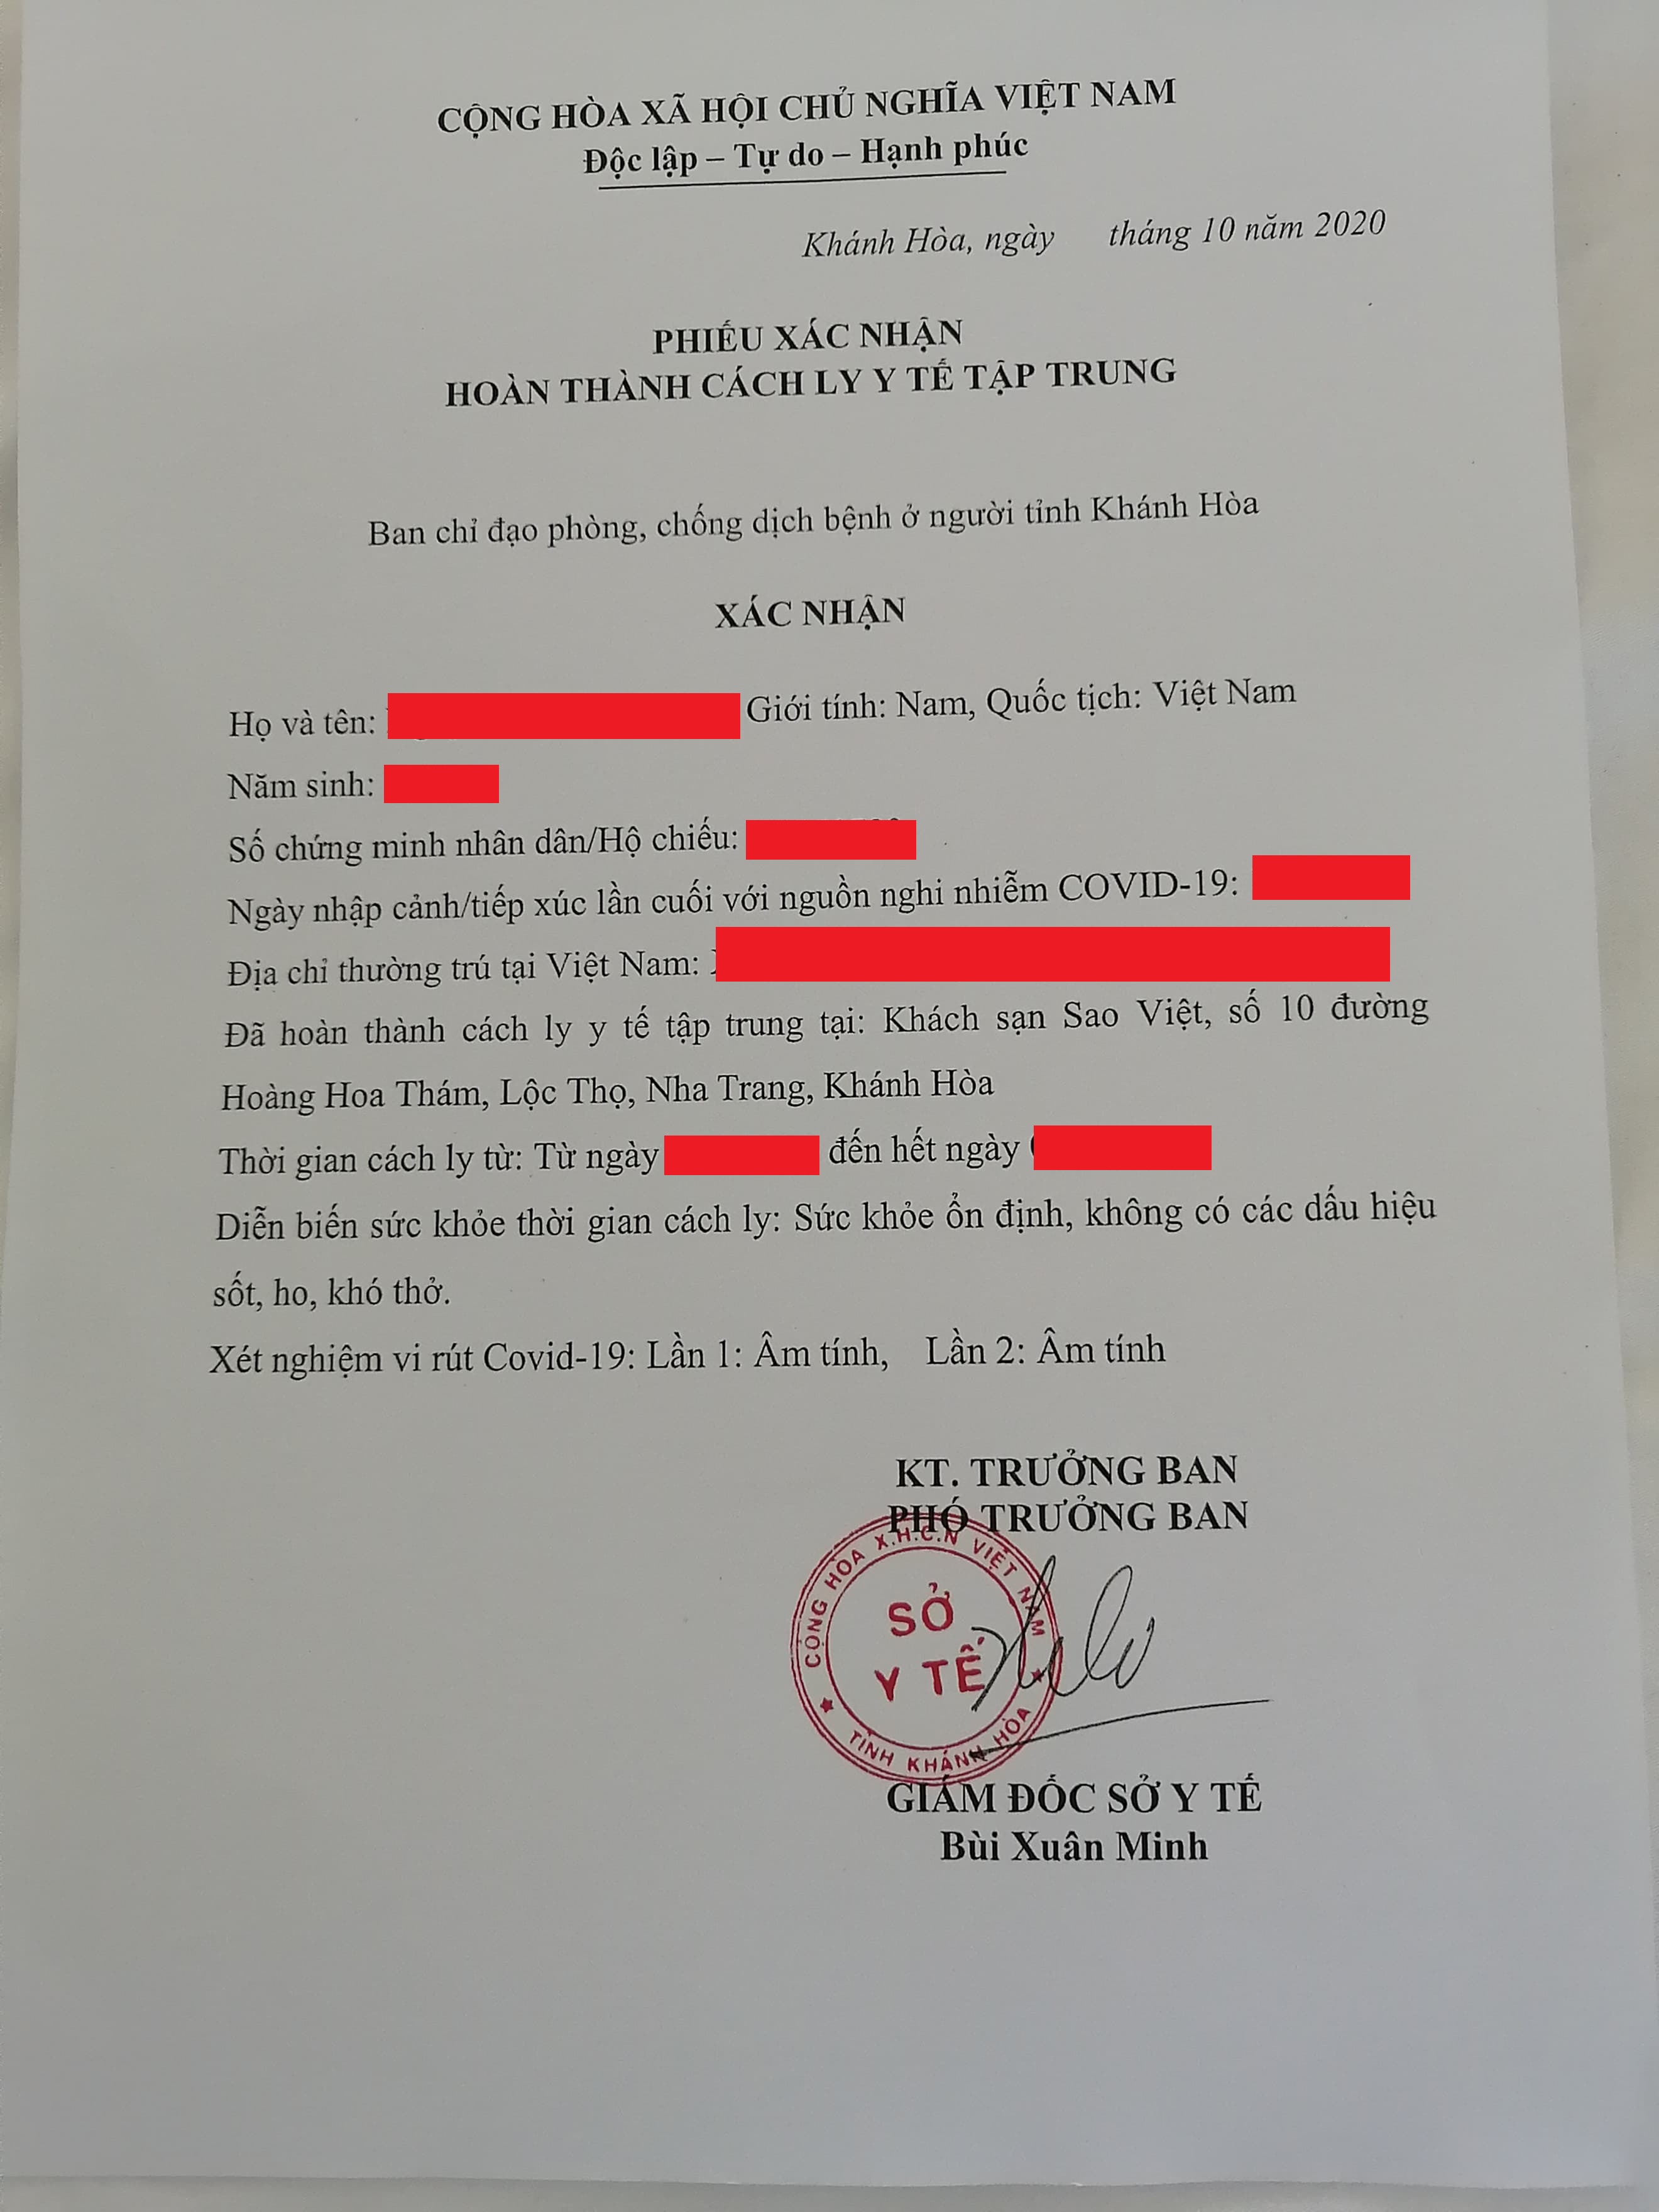 CỘNG HÒA XÃ HỘI CHỦ NGHĨA VIỆT NAM
Độc lập – Tự do – Hạnh phúc
Khánh Hòa, ngày tháng 10 năm 2020
PHIẾU XÁC NHẬN
HOÀN THÀNH CÁCH LY Y TẾ TẬP TRUNG
Ban chỉ đạo phòng, chống dịch bệnh ở người tỉnh Khánh Hòa
XÁC NHẬN
Họ và tên: Giới tính: Nam, Quốc tịch: Việt Nam
Năm sinh:
Số chứng minh nhân dân/Hộ chiếu:
Ngày nhập cảnh/tiếp xúc lần cuối với nguồn nghi nhiễm COVID-19:
Địa chỉ thường trú tại Việt Nam:
Đã hoàn thành cách ly y tế tập trung tại: Khách sạn Sao Việt, số 10 đường
Hoàng Hoa Thám, Lộc Thọ, Nha Trang, Khánh Hòa
Thời gian cách ly từ: Từ ngày đến hết ngày
Diễn biến sức khỏe thời gian cách ly: Sức khỏe ổn định, không có các dấu hiệu
sốt, ho, khó thở.
Xét nghiệm vi rút Covid-19: Lần 1: Âm tính, Lần 2: Âm tính
KT. TRƯỞNG BAN
PHÓ TRƯỞNG BAN
CỘNG HÒA X.H.C.N VIỆT NAM
SỞ
Y TẾ
TỈNH KHÁNH HÒA
GIÁM ĐỐC SỞ Y TẾ
Bùi Xuân Minh